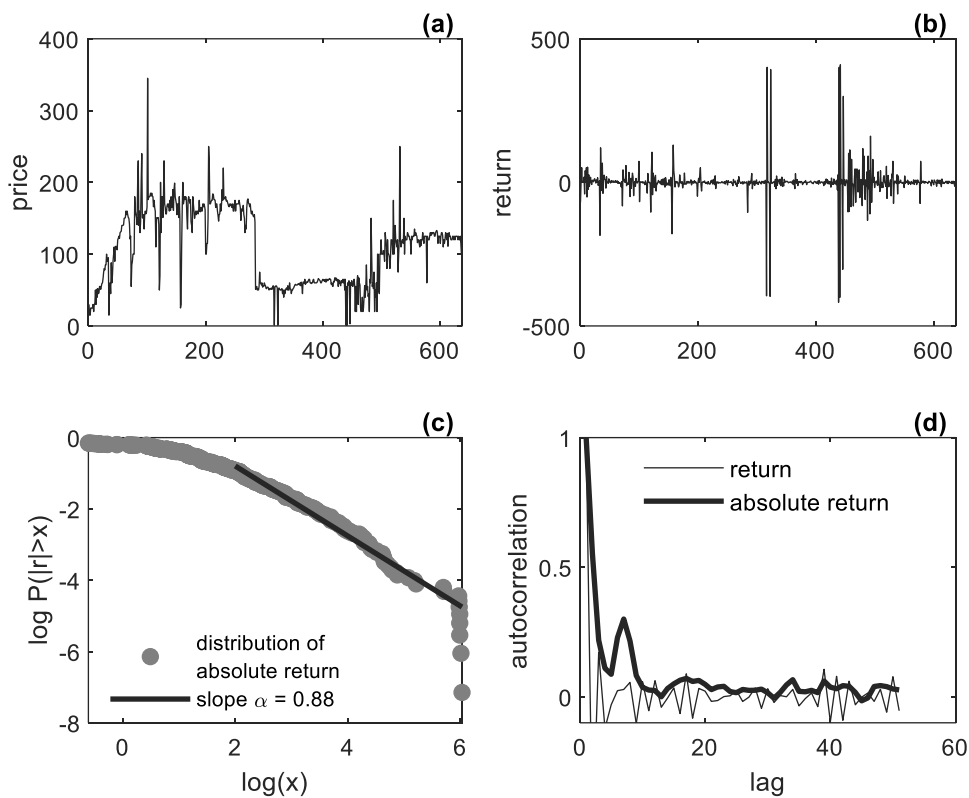 (a)
400
300
200
100
0
price
0 200 400 600
(b)
500
0
-500
return
0 200 400 600
(c)
0
-2
-4
-6
-8
log P(|r|>x)
distribution of
absolute return
slope α = 0.88
0 2 4 6
log(x)
(d)
1
0.5
0
autocorrelation
return
absolute return
0 20 40 60
lag